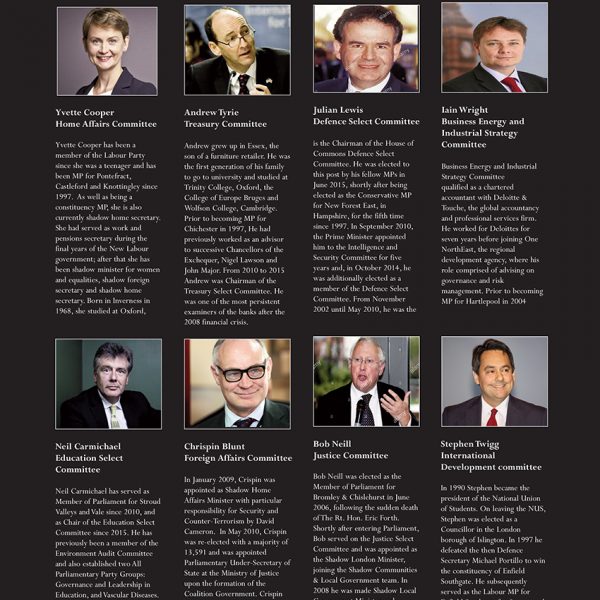 Yvette Cooper
Home Affairs Committee
Yvette Cooper has been a
member of the Labour Party
since she was a teenager and has
been MP for Pontefract,
Castleford and Knottingley since
1997. As well as being a
constituency MP, she is also
currently shadow home secretary.
She had served as work and
pensions secretary during the
final years of the New Labour
government; after that she has
been shadow minister for women
and equalities, shadow foreign
secretary and shadow home
secretary. Born in Inverness in
1968, she studied at Oxford,
Andrew Tyrie
Treasury Committee
Andrew grew up in Essex, the
son of a furniture retailer. He was
the first generation of his family
to go to university and studied at
Trinity College, Oxford, the
College of Europe Bruges and
Wolfson College, Cambridge.
Prior to becoming MP for
Chichester in 1997, He had
previously worked as an advisor
to successive Chancellors of the
Exchequer, Nigel Lawson and
John Major. From 2010 to 2015
Andrew was Chairman of the
Treasury Select Committee. He
was one of the most persistent
examiners of the banks after the
2008 financial crisis.
Julian Lewis
Defence Select Committee
is the Chairman of the House of
Commons Defence Select
Committee. He was elected to
this post by his fellow MPs in
June 2015, shortly after being
elected as the Conservative MP
for New Forest East, in
Hampshire, for the fifth time
since 1997. In September 2010,
the Prime Minister appointed
him to the Intelligence and
Security Committee for five
years and, in October 2014, he
was additionally elected as a
member of the Defence Select
Committee. From November
2002 until May 2010, he was the
Iain Wright
Business Energy and
Industrial Strategy
Committee
Business Energy and Industrial
Strategy Committee
qualified as a chartered
accountant with Deloitte &
Touche, the global accountancy
and professional services firm.
He worked for Deloittes for
seven years before joining One
NorthEast, the regional
development agency, where his
role comprised of advising on
governance and risk
management. Prior to becoming
MP for Hartlepool in 2004
Neil Carmichael
Education Select
Committee
Neil Carmichael has served as
Member of Parliament for Stroud
Valleys and Vale since 2010, and
as Chair of the Education Select
Committee since 2015. He has
previously been a member of the
Environment Audit Committee
and also established two All
Parliamentary Party Groups:
Governance and Leadership in
Education, and Vascular Diseases.
Chrispin Blunt
Foreign Affairs Committee
In January 2009, Crispin was
appointed as Shadow Home
Affairs Minister with particular
responsibility for Security and
Counter-Terrorism by David
Cameron. In May 2010, Crispin
was re-elected with a majority of
13,591 and was appointed
Parliamentary Under-Secretary of
State at the Ministry of Justice
upon the formation of the
Coalition Government. Crispin
Bob Neill
Justice Committee
Bob Neill was elected as the
Member of Parliament for
Bromley & Chislehurst in June
2006, following the sudden death
of The Rt. Hon. Eric Forth.
Shortly after entering Parliament,
Bob served on the Justice Select
Committee and was appointed as
the Shadow London Minister,
joining the Shadow Communities
& Local Government team. In
2008 he was made Shadow Local
Stephen Twigg
International
Development committee
In 1990 Stephen became the
president of the National Union
of Students. On leaving the NUS,
Stephen was elected as a
Councillor in the London
borough of Islington. In 1997 he
defeated the then Defence
Secretary Michael Portillo to win
the constituency of Enfield
Southgate. He subsequently
served as the Labour MP for